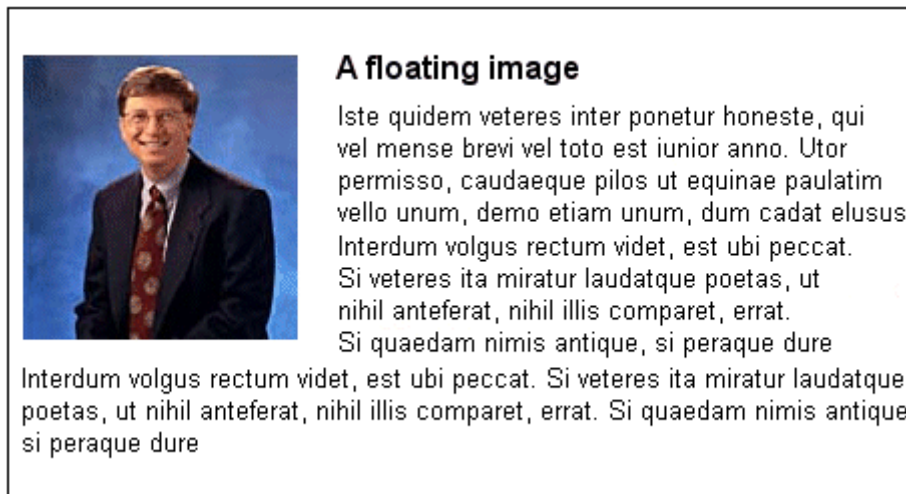 A floating image
Iste quidem veteres inter ponetur honeste, qui
vel mense brevi vel toto est iunior anno. Utor
permisso, caudaeque pilos ut equinae paulatim
vello unum, demo etiam unum, dum cadat elusus
Interdum volgus rectum videt, est ubi peccat.
Si veteres ita miratur laudatque poetas, ut
nihil anteferat, nihil illis comparet, errat.
Si quaedam nimis antique, si peraque dure
Interdum volgus rectum videt, est ubi peccat. Si veteres ita miratur laudatque
poetas, ut nihil anteferat, nihil illis comparet, errat. Si quaedam nimis antique
si peraque dure